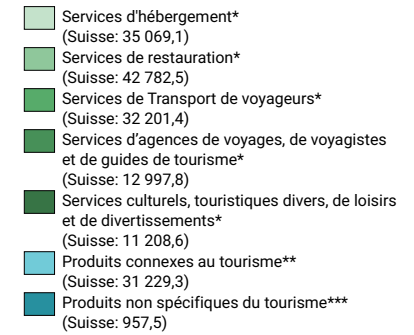 Services d'hébergement*
(Suisse: 35 069,1)
Services de restauration*
(Suisse: 42 782,5)
Services de Transport de voyageurs*
(Suisse: 32 201,4)
Services d’agences de voyages, de voyagistes
et de guides de tourisme*
(Suisse: 12 997,8)
Services culturels, touristiques divers, de loisirs
et de divertissements*
(Suisse: 11 208,6)
Produits connexes au tourisme**
(Suisse: 31 229,3)
Produits non spécifiques du tourisme***
(Suisse: 957,5)